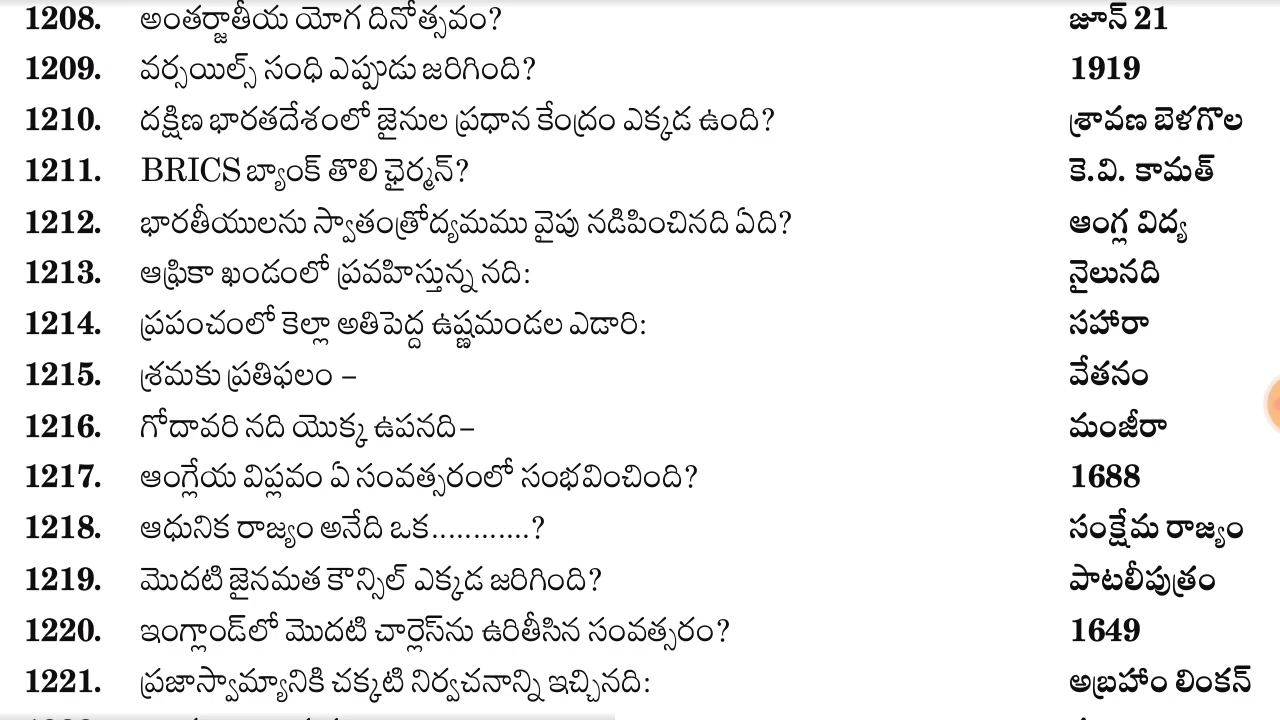 1208. అంతర్జాతీయ యోగ దినోత్సవం? జూన్ 21
1209. వర్సయిల్స్ సంధి ఎప్పుడు జరిగింది? 1919
1210. దక్షిణ భారతదేశంలో జైనుల ప్రధాన కేంద్రం ఎక్కడ ఉంది? శ్రావణ బెళగొల
1211. BRICS బ్యాంక్ తొలి ఛైర్మన్? కె.వి. కామత్
1212. భారతీయులను స్వాతంత్రోద్యమము వైపు నడిపించినది ఏది? ఆంగ్ల విద్య
1213. ఆఫ్రికా ఖండంలో ప్రవహిస్తున్న నది: నైలునది
1214. ప్రపంచంలో కెల్లా అతిపెద్ద ఉష్ణమండల ఎడారి: సహారా
1215. శ్రమకు ప్రతిఫలం – వేతనం
1216. గోదావరి నది యొక్క ఉపనది– మంజీరా
1217. ఆంగ్లేయ విప్లవం ఏ సంవత్సరంలో సంభవించింది? 1688
1218. ఆధునిక రాజ్యం అనేది ఒక............? సంక్షేమ రాజ్యం
1219. మొదటి జైనమత కౌన్సిల్ ఎక్కడ జరిగింది? పాటలీపుత్రం
1220. ఇంగ్లాండ్‌లో మొదటి చార్లెస్‌ను ఉరితీసిన సంవత్సరం? 1649
1221. ప్రజాస్వామ్యానికి చక్కటి నిర్వచనాన్ని ఇచ్చినది: అబ్రహాం లింకన్